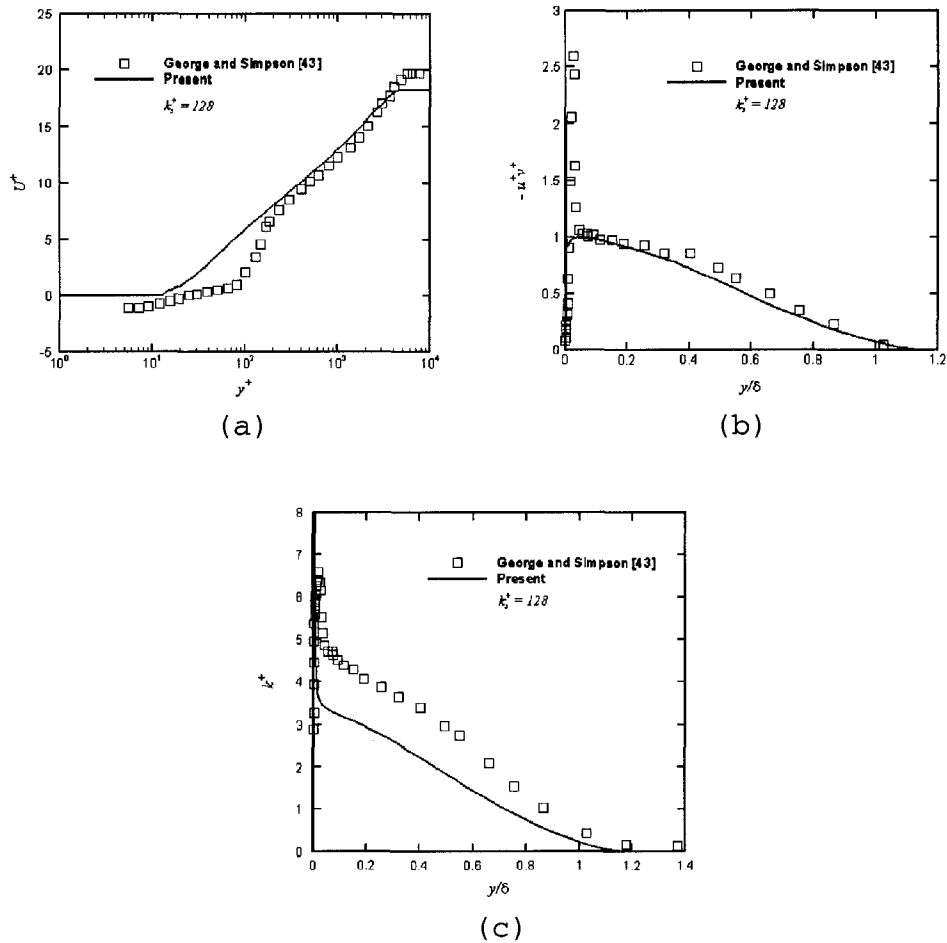 25
20
15
10
5
0
-5
U⁺
George and Simpson [43]
Present
kₛ⁺ = 128
10⁰ 10¹ 10² 10³ 10⁴
y⁺
(a)
3
2.5
2
1.5
1
0.5
0
- u⁺v⁺
George and Simpson [43]
Present
kₛ⁺ = 128
0 0.2 0.4 0.6 0.8 1 1.2
y/δ
(b)
8
7
6
5
4
3
2
1
0
k⁺
George and Simpson [43]
Present
kₛ⁺ = 128
0 0.2 0.4 0.6 0.8 1 1.2 1.4
y/δ
(c)